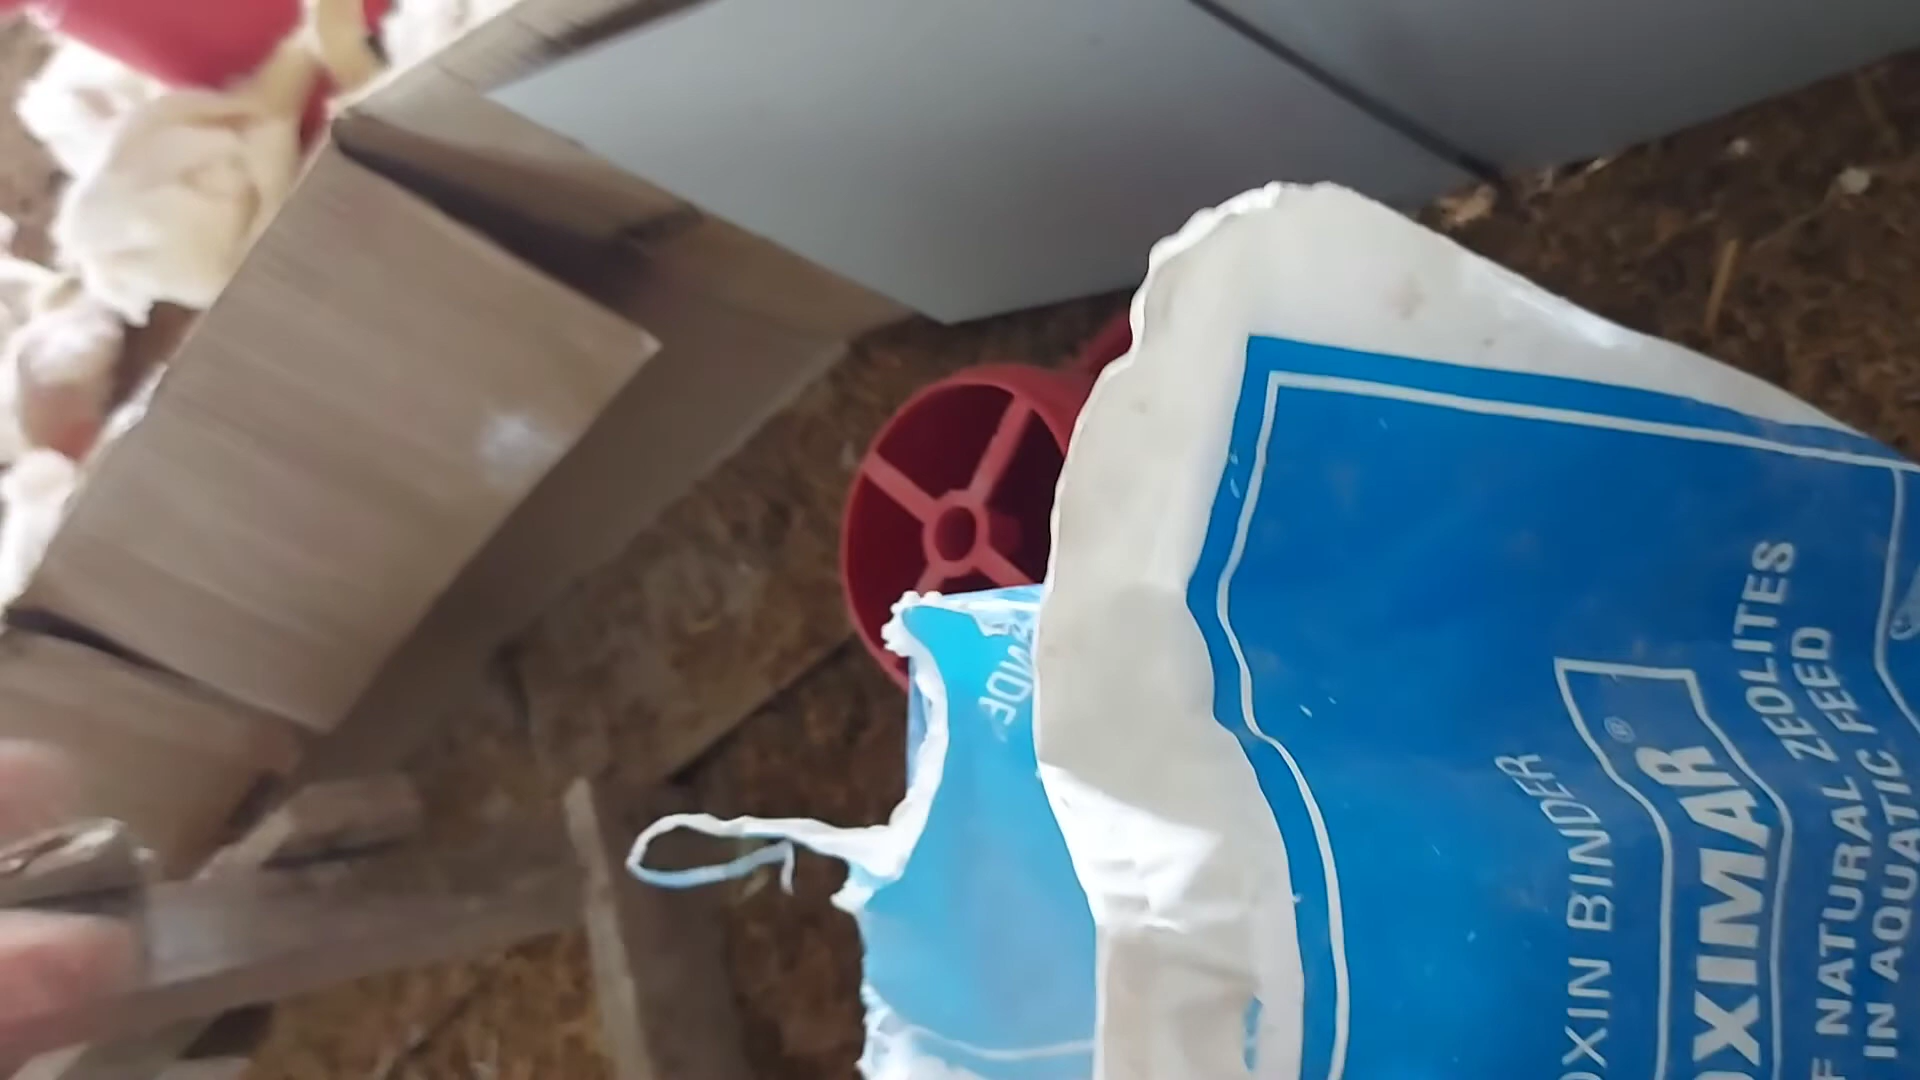 OXIN BINDER
OXIMAR®
F NATURAL ZEOLITES
IN AQUATIC FEED